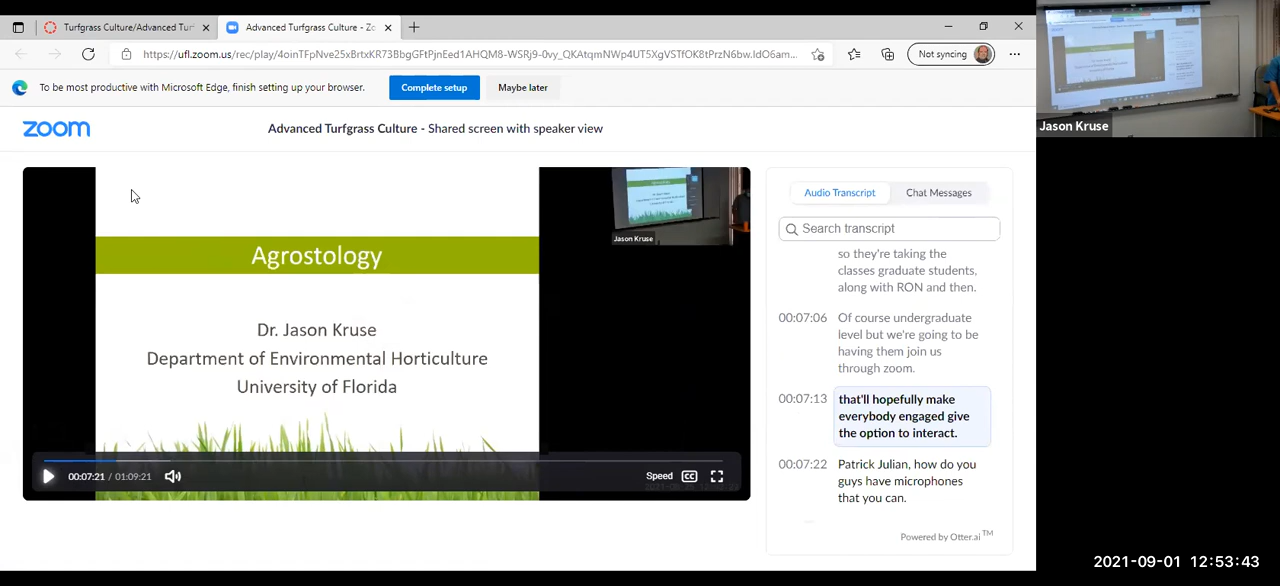 Turfgrass Culture/Advanced Tur
Advanced Turfgrass Culture - Zo
https://ufl.zoom.us/rec/play/4oinTFpNve25xBrtxKR73BbgGFtPjnEed1AHQM8-WSRj9-0vy_QKAtqmNWp4UT5XgVSTfOK8tPrzN6bw.IdO6am...
Not syncing
To be most productive with Microsoft Edge, finish setting up your browser.
Complete setup
Maybe later
zoom
Advanced Turfgrass Culture - Shared screen with speaker view
Agrostology
Dr. Jason Kruse
Department of Environmental Horticulture
University of Florida
Jason Kruse
00:07:21 / 01:09:21
Speed
CC
Audio Transcript
Chat Messages
Search transcript
so they're taking the
classes graduate students,
along with RON and then.
00:07:06
Of course undergraduate
level but we're going to be
having them join us
through zoom.
00:07:13
that'll hopefully make
everybody engaged give
the option to interact.
00:07:22
Patrick Julian, how do you
guys have microphones
that you can.
Powered by Otter.ai TM
Jason Kruse
2021-09-01 12:53:43